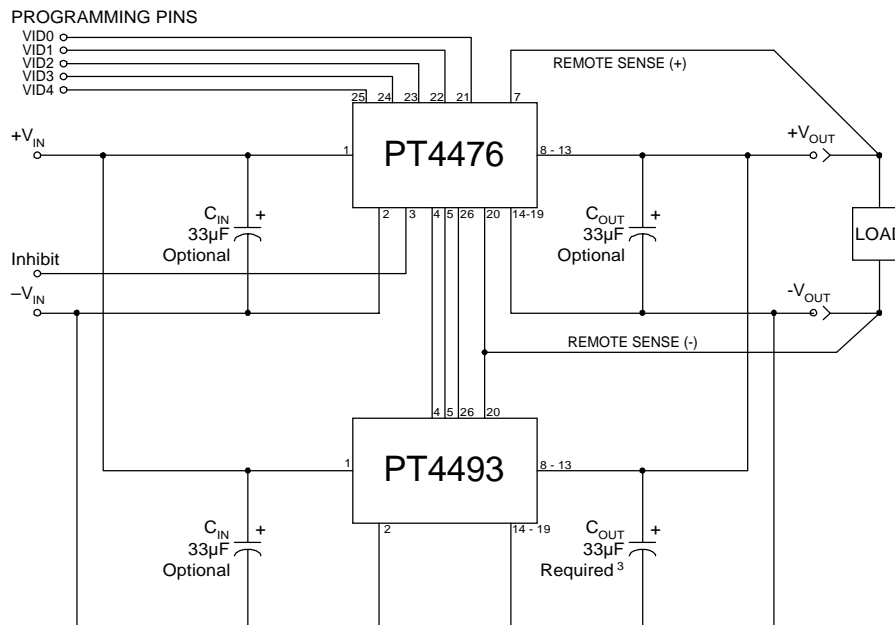 PROGRAMMING PINS
VID0
VID1
VID2
VID3
VID4
25 24 23 22 21 7
REMOTE SENSE (+)
+VIN
1
PT4476
8 - 13
+VOUT
2 3 4 5 26 20 14-19
CIN
+
33µF
Optional
COUT
+
33µF
Optional
LOAD
Inhibit
–VIN
-VOUT
REMOTE SENSE (-)
4 5 26 20
1
PT4493
8 - 13
2 14 - 19
CIN
+
33µF
Optional
COUT
+
33µF
Required 3